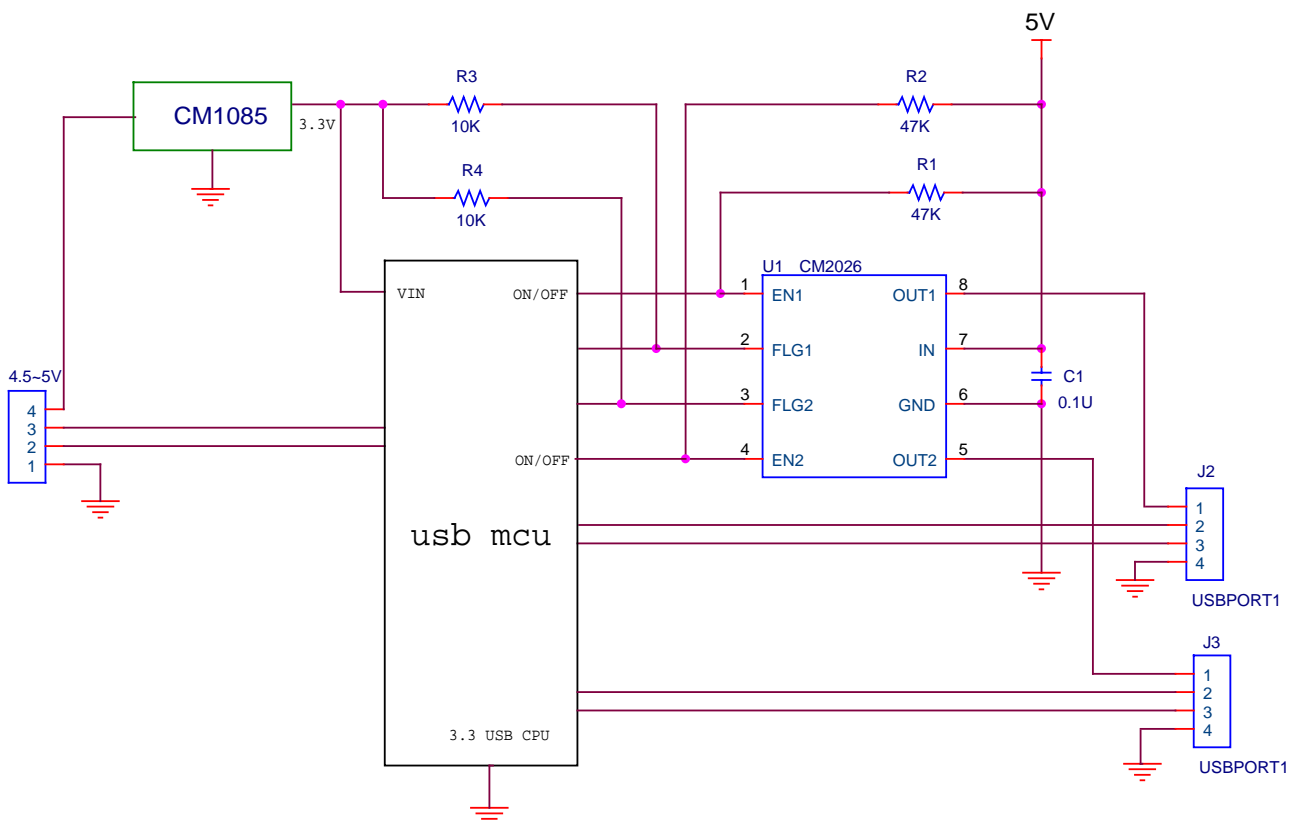 5V
R3
R2
CM1085
3.3V
10K
47K
R4
R1
10K
47K
U1 CM2026
VIN
ON/OFF
1
EN1
OUT1
8
2
FLG1
IN
7
4.5~5V
C1
0.1U
4
3
2
1
3
FLG2
GND
6
ON/OFF
4
EN2
OUT2
5
J2
usb mcu
1
2
3
4
USBPORT1
J3
1
2
3
4
3.3 USB CPU
USBPORT1